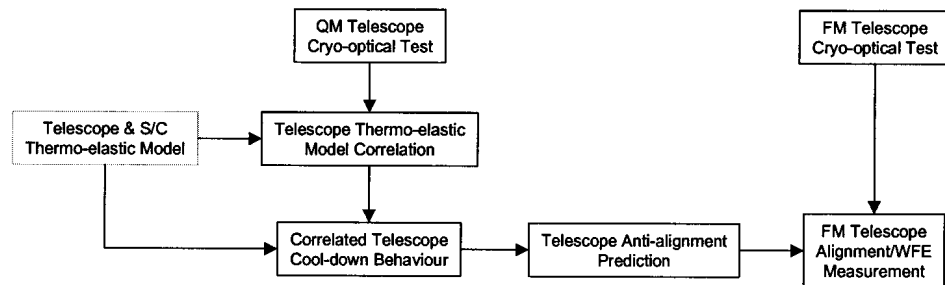 QM Telescope
Cryo-optical Test
FM Telescope
Cryo-optical Test
Telescope & S/C
Thermo-elastic Model
Telescope Thermo-elastic
Model Correlation
Correlated Telescope
Cool-down Behaviour
Telescope Anti-alignment
Prediction
FM Telescope
Alignment/WFE
Measurement